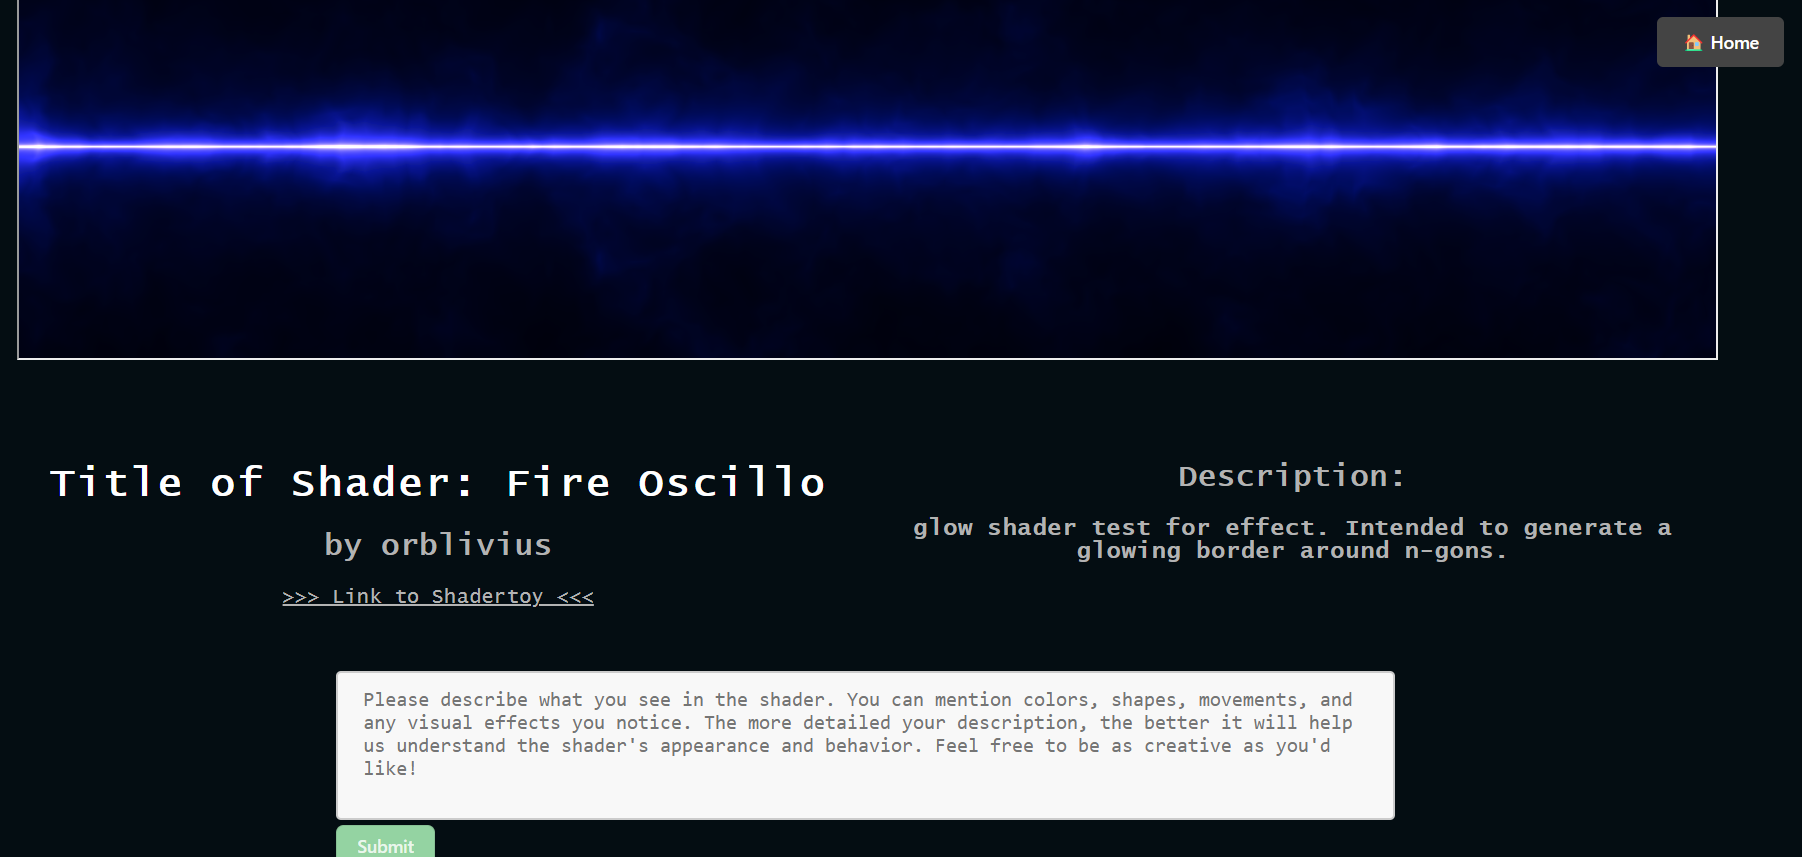 🏠 Home
Title of Shader: Fire Oscillo
by orblivius
>>> Link to Shadertoy <<<
Description:
glow shader test for effect. Intended to generate a
glowing border around n-gons.
Please describe what you see in the shader. You can mention colors, shapes, movements, and
any visual effects you notice. The more detailed your description, the better it will help
us understand the shader's appearance and behavior. Feel free to be as creative as you'd
like!
Submit